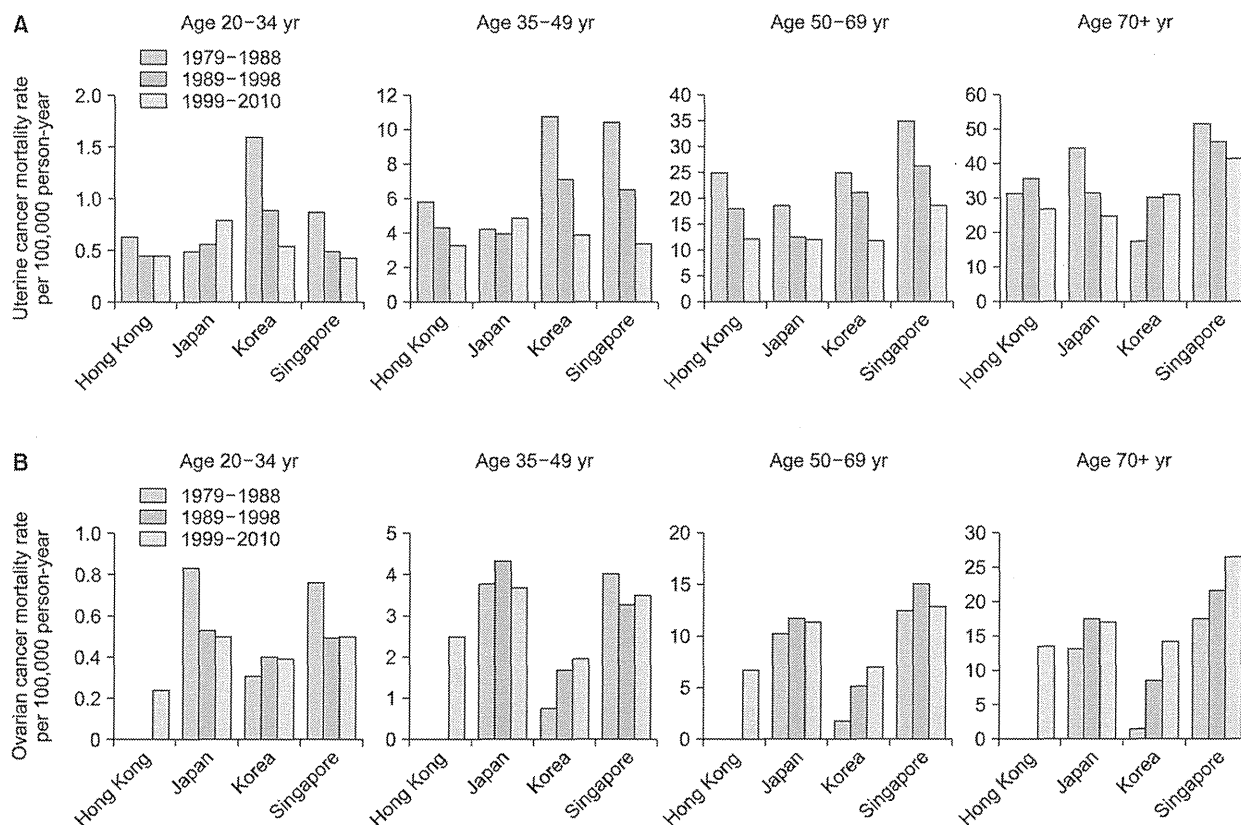 A
Age 20−34 yr
Age 35−49 yr
Age 50−69 yr
Age 70+ yr
1979−1988
1989−1998
1999−2010
Uterine cancer mortality rate
per 100,000 person-year
2.0
1.5
1.0
0.5
0
12
10
8
6
4
2
0
40
35
30
25
20
15
10
5
0
60
50
40
30
20
10
0
Hong Kong
Japan
Korea
Singapore
Hong Kong
Japan
Korea
Singapore
Hong Kong
Japan
Korea
Singapore
Hong Kong
Japan
Korea
Singapore
B
Age 20−34 yr
Age 35−49 yr
Age 50−69 yr
Age 70+ yr
1979−1988
1989−1998
1999−2010
Ovarian cancer mortality rate
per 100,000 person-year
1.0
0.8
0.6
0.4
0.2
0
5
4
3
2
1
0
20
15
10
5
0
30
25
20
15
10
5
0
Hong Kong
Japan
Korea
Singapore
Hong Kong
Japan
Korea
Singapore
Hong Kong
Japan
Korea
Singapore
Hong Kong
Japan
Korea
Singapore